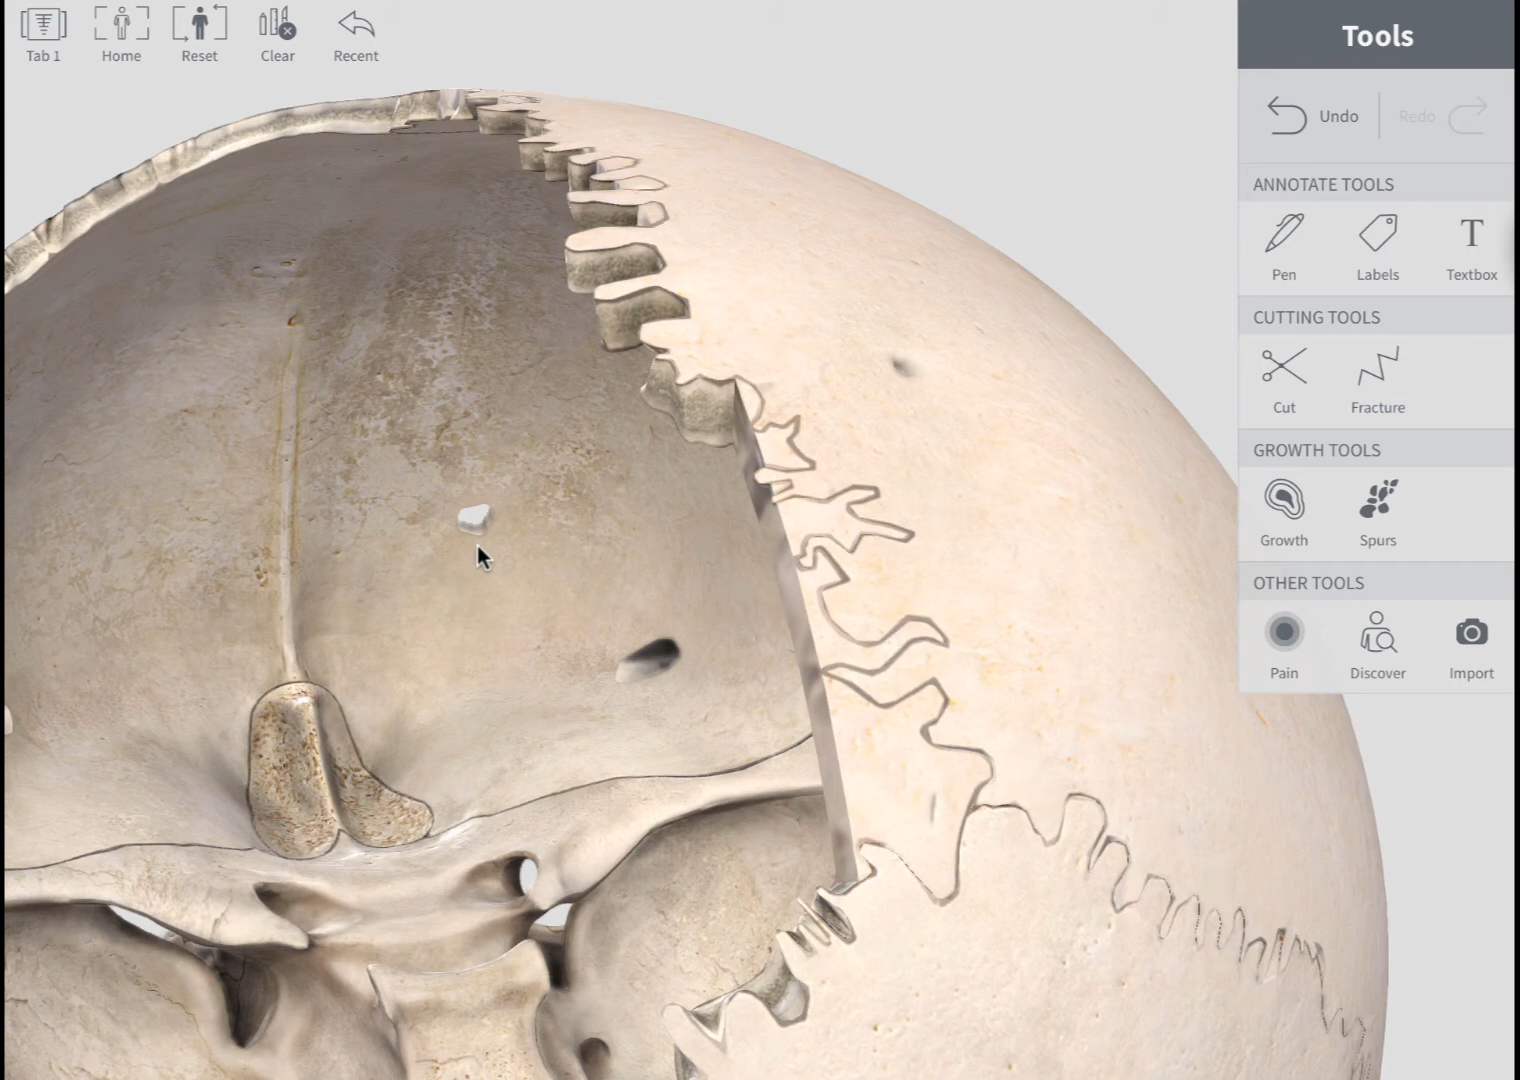 Tab 1
Home
Reset
Clear
Recent
Tools
Undo
Redo
ANNOTATE TOOLS
Pen
Labels
Textbox
CUTTING TOOLS
Cut
Fracture
GROWTH TOOLS
Growth
Spurs
OTHER TOOLS
Pain
Discover
Import